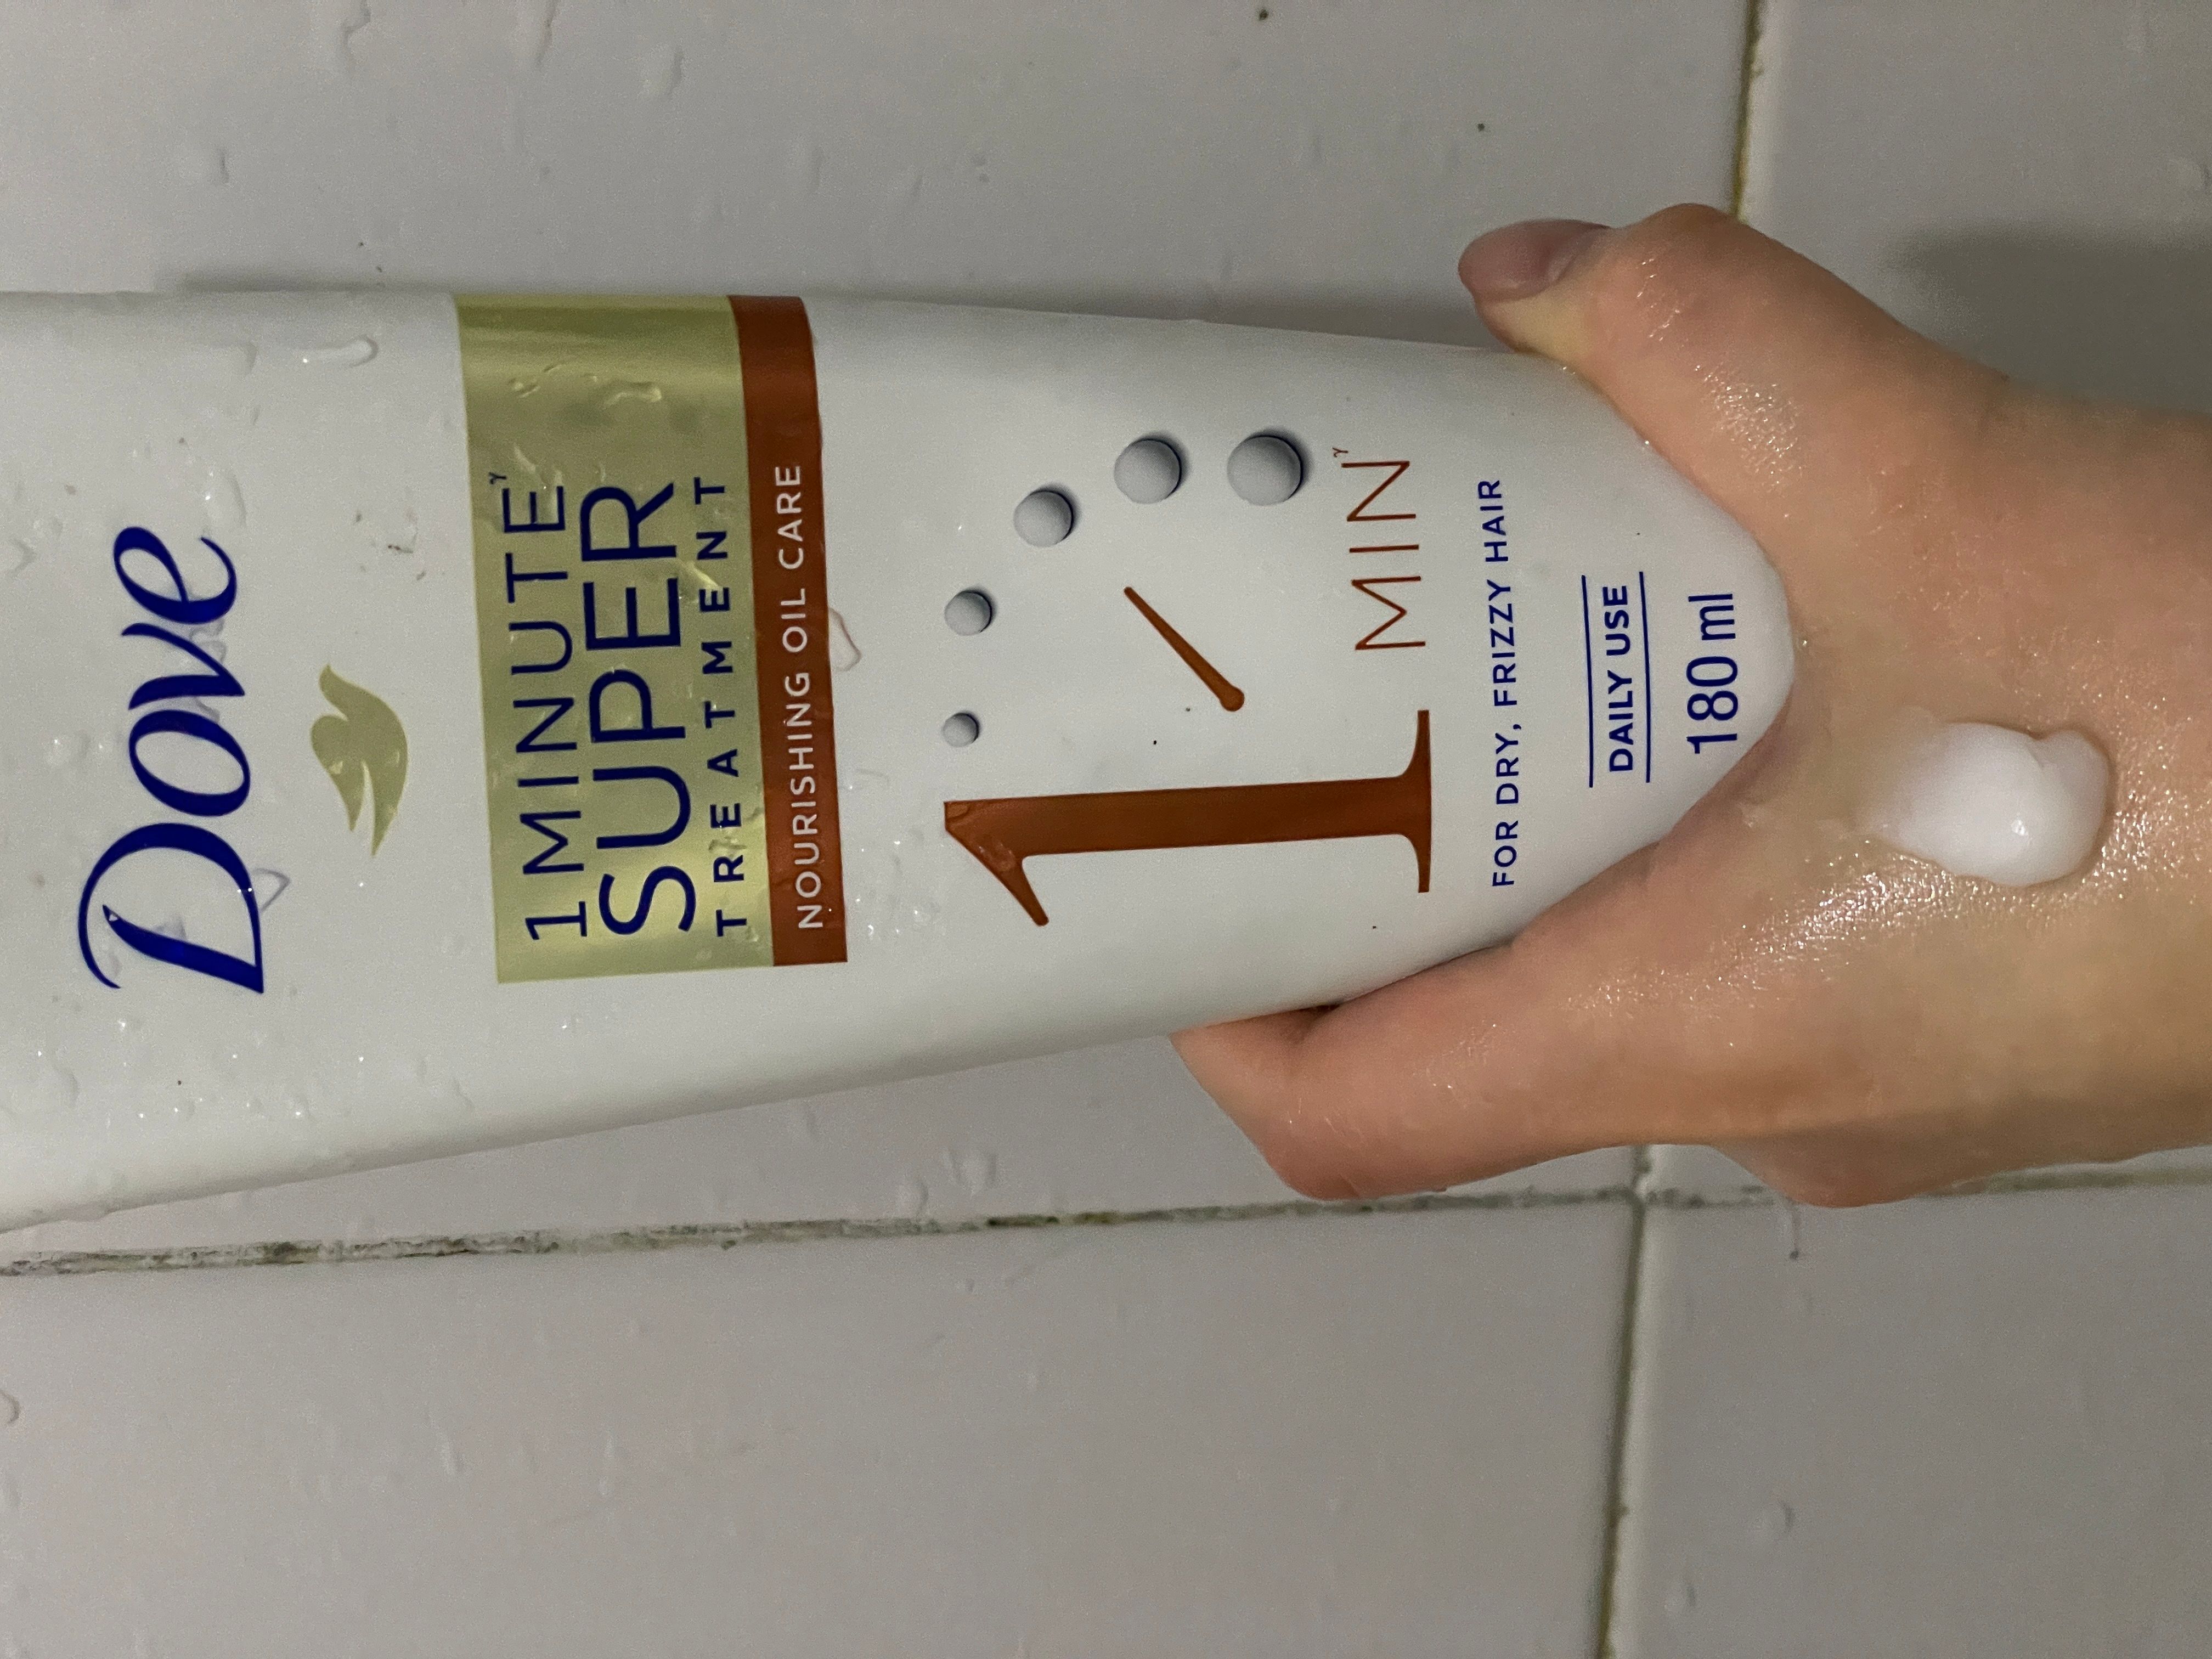 Dove
1 MINUTE γ
SUPER
TREATMENT
NOURISHING OIL CARE
1 MIN γ
FOR DRY, FRIZZY HAIR
DAILY USE
180 ml